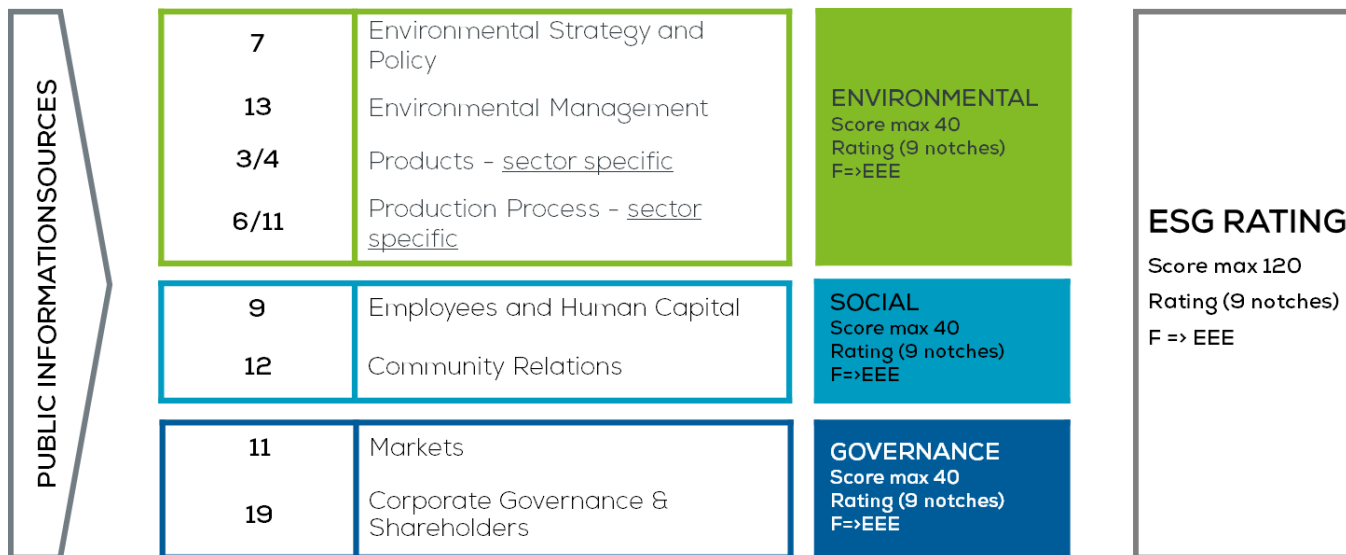 PUBLIC INFORMATIONSOURCES
7
Environmental Strategy and
Policy
13
Environmental Management
3/4
Products - sector specific
6/11
Production Process - sector
specific
ENVIRONMENTAL
Score max 40
Rating (9 notches)
F=>EEE
9
Employees and Human Capital
12
Community Relations
SOCIAL
Score max 40
Rating (9 notches)
F=>EEE
11
Markets
19
Corporate Governance &
Shareholders
GOVERNANCE
Score max 40
Rating (9 notches)
F=>EEE
ESG RATING
Score max 120
Rating (9 notches)
F => EEE